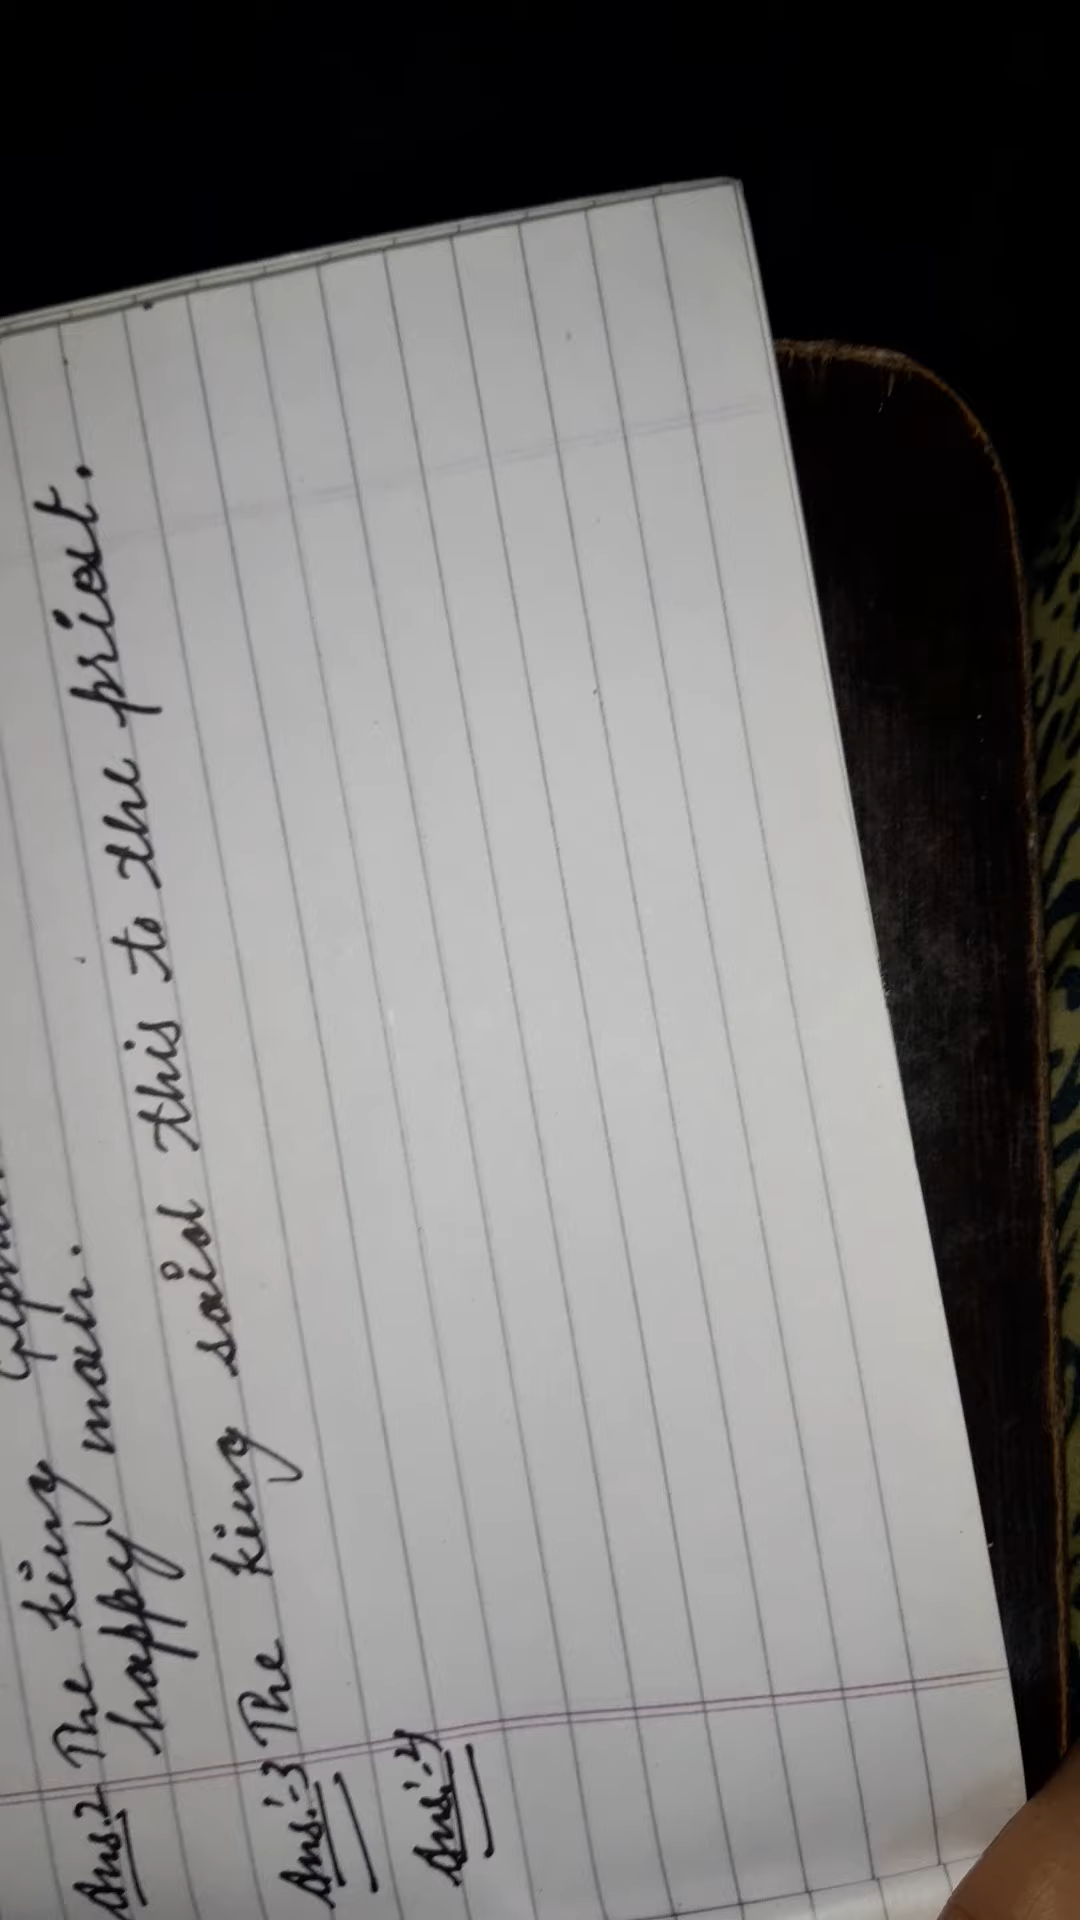 Ans.2 The king
happy man.
Ans:-3 The king said this to the priest.
Ans:-4